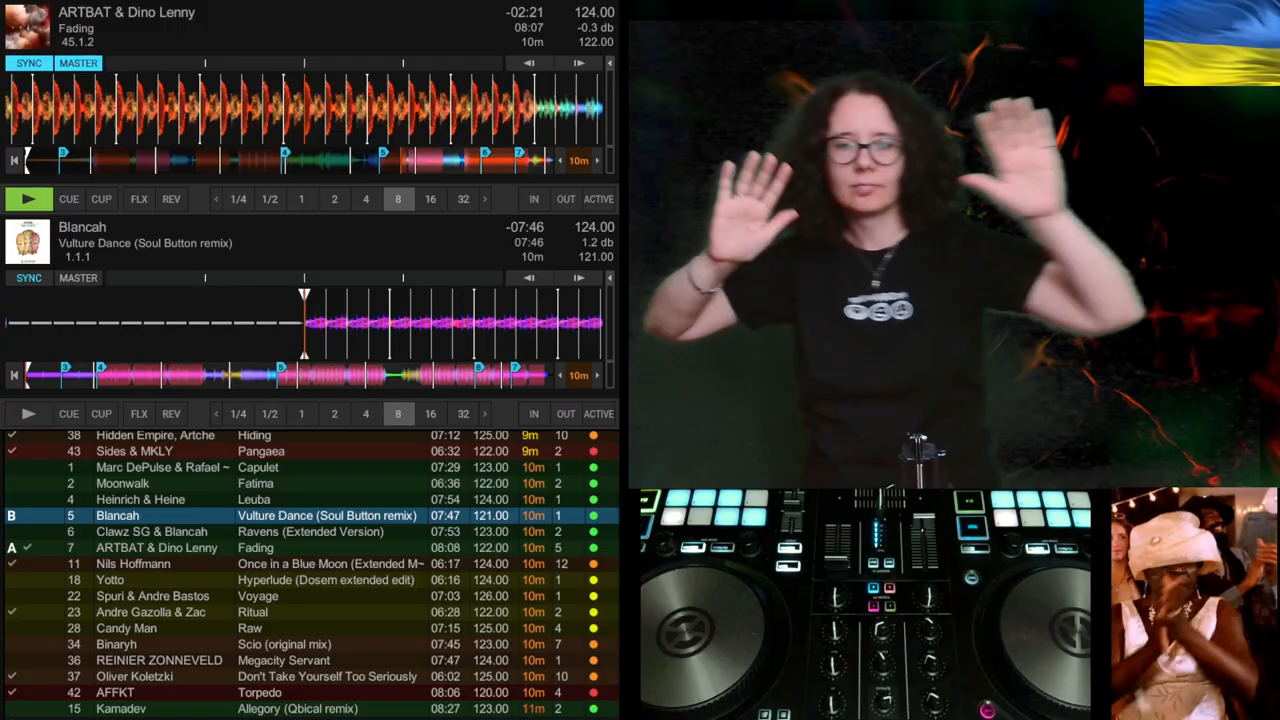 ARTBAT & Dino Lenny -02:21 124.00
Fading 08:07 -0.3 db
45.1.2 10m 122.00
SYNC MASTER
3 4 5 6 7 10m
CUE CUP FLX REV 1/4 1/2 1 2 4 8 16 32 IN OUT ACTIVE
Blancah -07:46 124.00
Vulture Dance (Soul Button remix) 07:46 1.2 db
1.1.1 10m 121.00
SYNC MASTER
3 4 5 6 7 10m
CUE CUP FLX REV 1/4 1/2 1 2 4 8 16 32 IN OUT ACTIVE
38 Hidden Empire, Artche Hiding 07:12 125.00 9m 10
43 Sides & MKLY Pangaea 06:32 122.00 9m 2
1 Marc DePulse & Rafael ~ Capulet 07:29 123.00 10m 1
2 Moonwalk Fatima 06:36 122.00 10m 2
4 Heinrich & Heine Leuba 07:54 124.00 10m 1
B 5 Blancah Vulture Dance (Soul Button remix) 07:47 121.00 10m 1
6 Clawz SG & Blancah Ravens (Extended Version) 07:53 123.00 10m 2
A 7 ARTBAT & Dino Lenny Fading 08:08 122.00 10m 5
11 Nils Hoffmann Once in a Blue Moon (Extended M~ 07:17 124.00 10m 12
18 Yotto Hyperlude (Dosem extended edit) 06:16 124.00 10m 1
22 Spuri & Andre Bastos Voyage 07:03 126.00 10m 1
23 Andre Gazolla & Zac Ritual 06:28 122.00 10m 2
28 Candy Man Raw 07:15 125.00 10m 4
34 Binaryh Scio (original mix) 07:45 123.00 10m 7
36 REINIER ZONNEVELD Megacity Servant 07:47 124.00 10m 1
37 Oliver Koletzki Don't Take Yourself Too Seriously 06:02 125.00 10m 10
42 AFFKT Torpedo 08:06 120.00 10m 4
15 Kamadev Allegory (Qbical remix) 08:27 123.00 11m 2